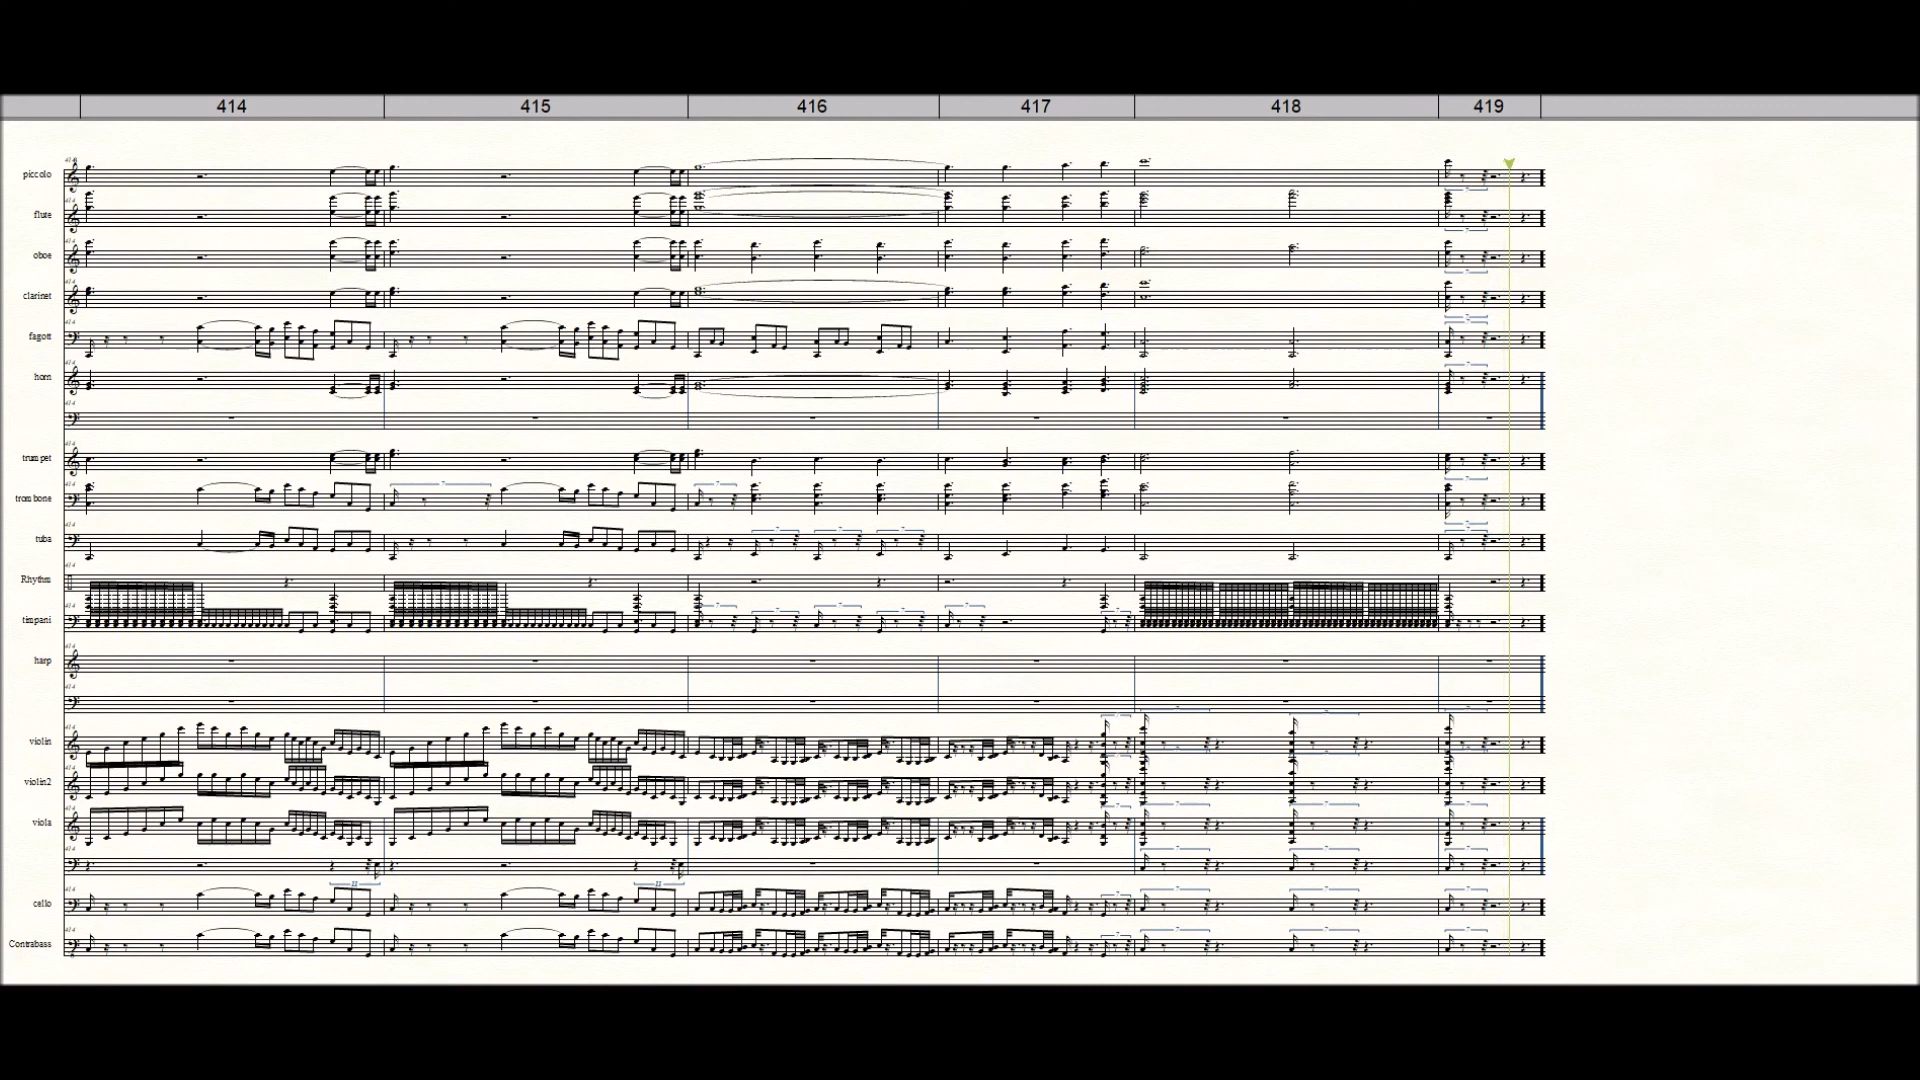 414 415 416 417 418 419
piccolo
flute
oboe
clarinet
fagott
horn
trumpet
trombone
tuba
Rhythm
timpani
harp
violin
violin2
viola
cello
Contrabass